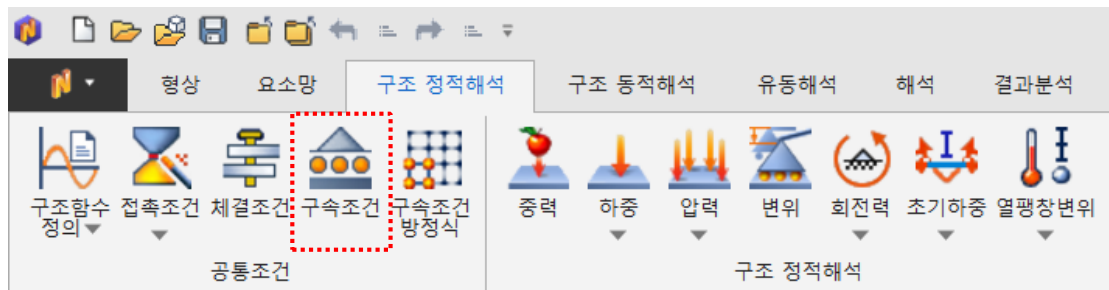 형상 요소망 구조 정적해석 구조 동적해석 유동해석 해석 결과분석
구조함수 접촉조건 체결조건 구속조건 구속조건 중력 하중 압력 변위 회전력 초기하중 열팽창변위
정의 방정식
공통조건 구조 정적해석